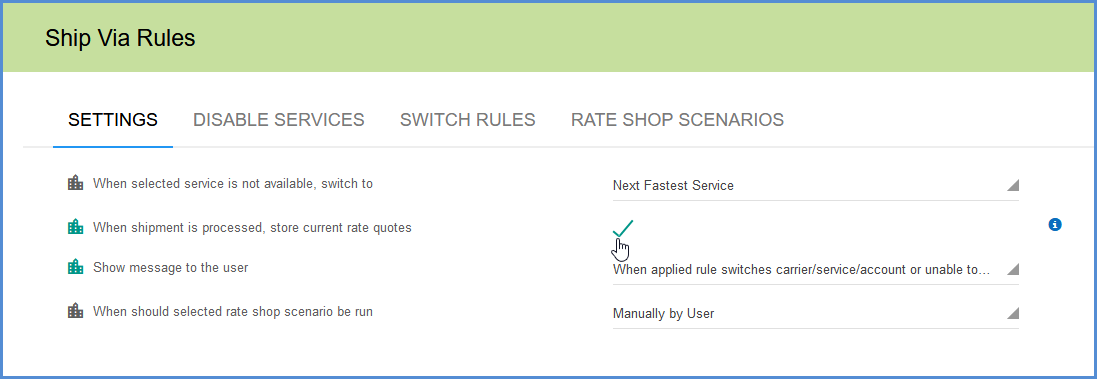 Ship Via Rules
SETTINGS DISABLE SERVICES SWITCH RULES RATE SHOP SCENARIOS
When selected service is not available, switch to Next Fastest Service
When shipment is processed, store current rate quotes
Show message to the user When applied rule switches carrier/service/account or unable to...
When should selected rate shop scenario be run Manually by User